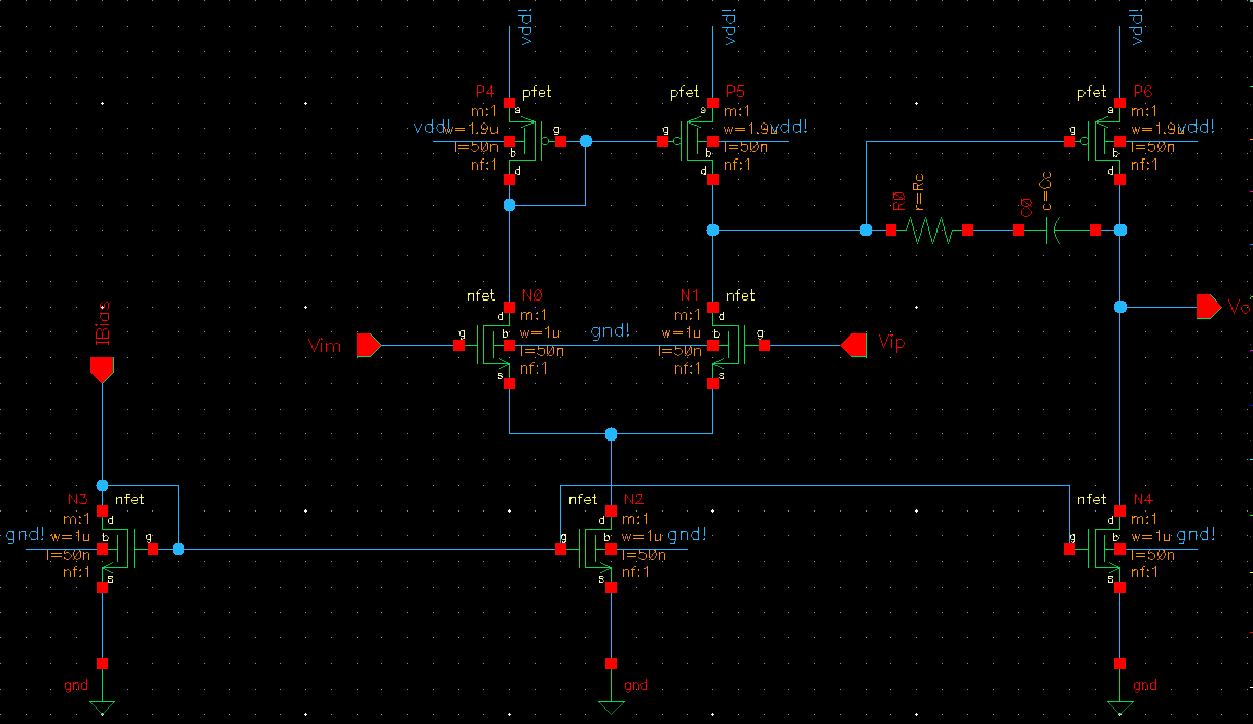 vdd!
vdd!
vdd!
P4
pfet
m:1
w=1.9u
l=50n
nf:1
vdd!
a
g
b
d
pfet
P5
m:1
w=1.9u
l=50n
nf:1
vdd!
a
g
b
d
pfet
P6
m:1
w=1.9u
l=50n
nf:1
vdd!
a
g
b
d
R0
r=Rc
C0
c=Cc
nfet
N0
m:1
w=1u
l=50n
nf:1
d
g
b
s
gnd!
N1
nfet
m:1
w=1u
l=50n
nf:1
d
g
b
s
Vim
Vip
Vo
IBias
N3
nfet
m:1
w=1u
l=50n
nf:1
gnd!
d
g
b
s
nfet
N2
m:1
w=1u
l=50n
nf:1
gnd!
d
g
b
s
nfet
N4
m:1
w=1u
l=50n
nf:1
gnd!
d
g
b
s
gnd
gnd
gnd